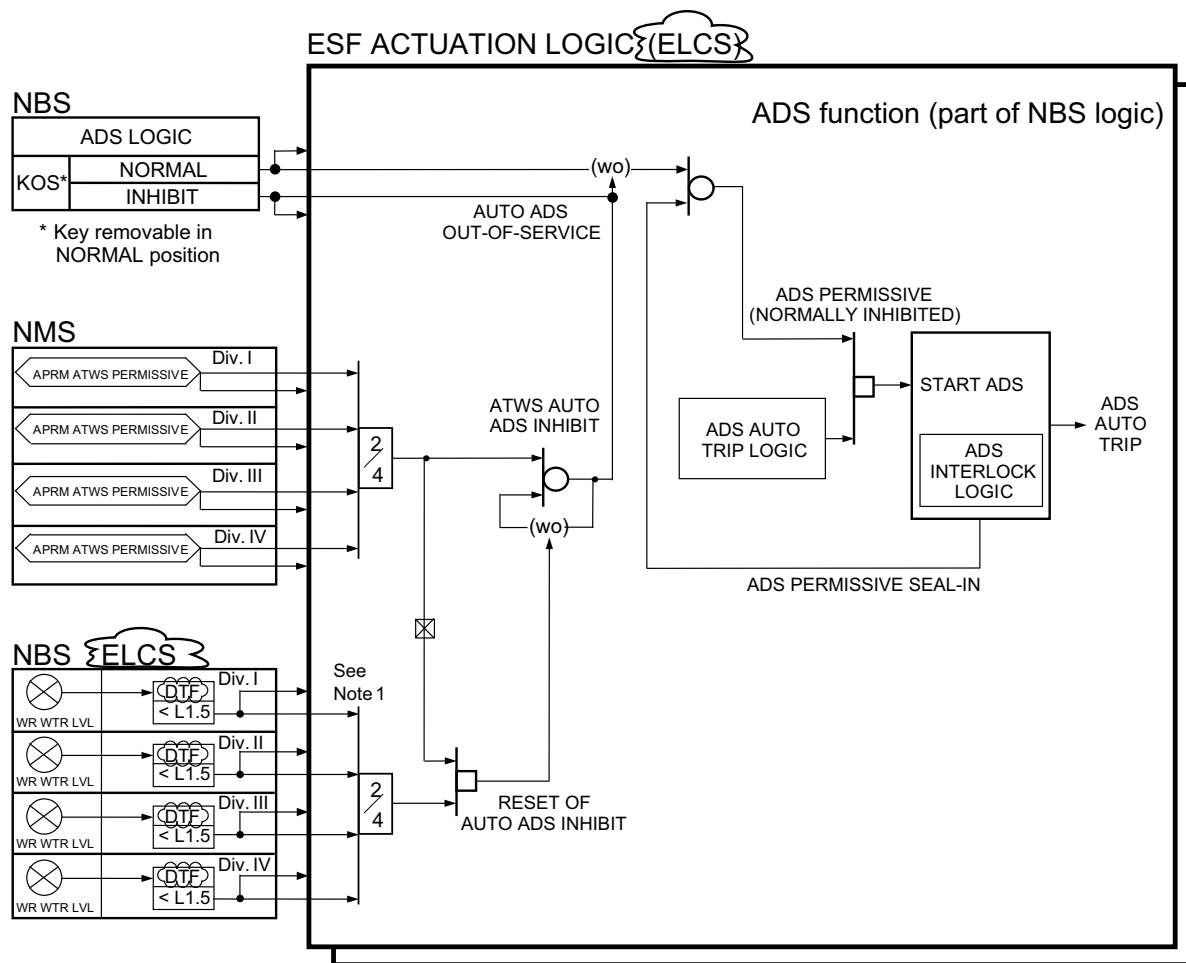 ESF ACTUATION LOGIC (ELCS)
ADS function (part of NBS logic)
NBS
ADS LOGIC
KOS*
NORMAL
INHIBIT
* Key removable in
NORMAL position
(wo)
AUTO ADS
OUT-OF-SERVICE
ADS PERMISSIVE
(NORMALLY INHIBITED)
NMS
APRM ATWS PERMISSIVE
Div. I
APRM ATWS PERMISSIVE
Div. II
APRM ATWS PERMISSIVE
Div. III
APRM ATWS PERMISSIVE
Div. IV
2
4
ATWS AUTO
ADS INHIBIT
(wo)
ADS AUTO
TRIP LOGIC
START ADS
ADS
INTERLOCK
LOGIC
ADS
AUTO
TRIP
ADS PERMISSIVE SEAL-IN
NBS
ELCS
WR WTR LVL
DTF
< L1.5
Div. I
WR WTR LVL
DTF
< L1.5
Div. II
WR WTR LVL
DTF
< L1.5
Div. III
WR WTR LVL
DTF
< L1.5
Div. IV
See
Note 1
2
4
RESET OF
AUTO ADS INHIBIT